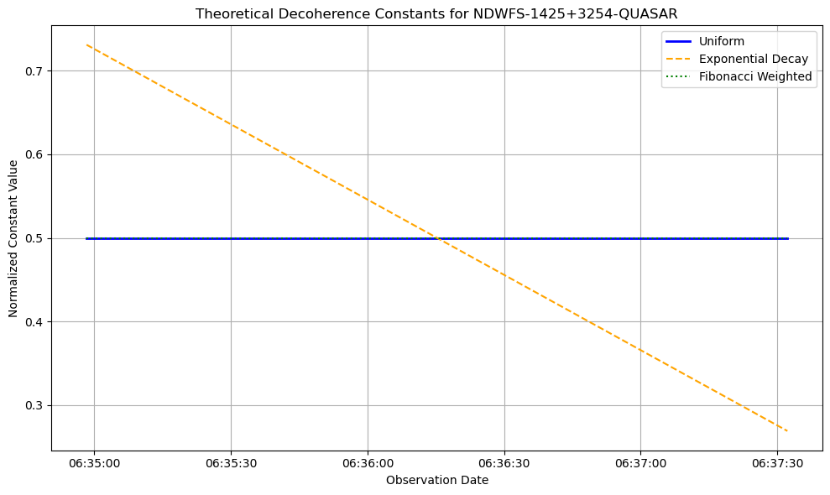 Theoretical Decoherence Constants for NDWFS-1425+3254-QUASAR
Uniform
Exponential Decay
Fibonacci Weighted
Normalized Constant Value
0.7
0.6
0.5
0.4
0.3
06:35:00 06:35:30 06:36:00 06:36:30 06:37:00 06:37:30
Observation Date